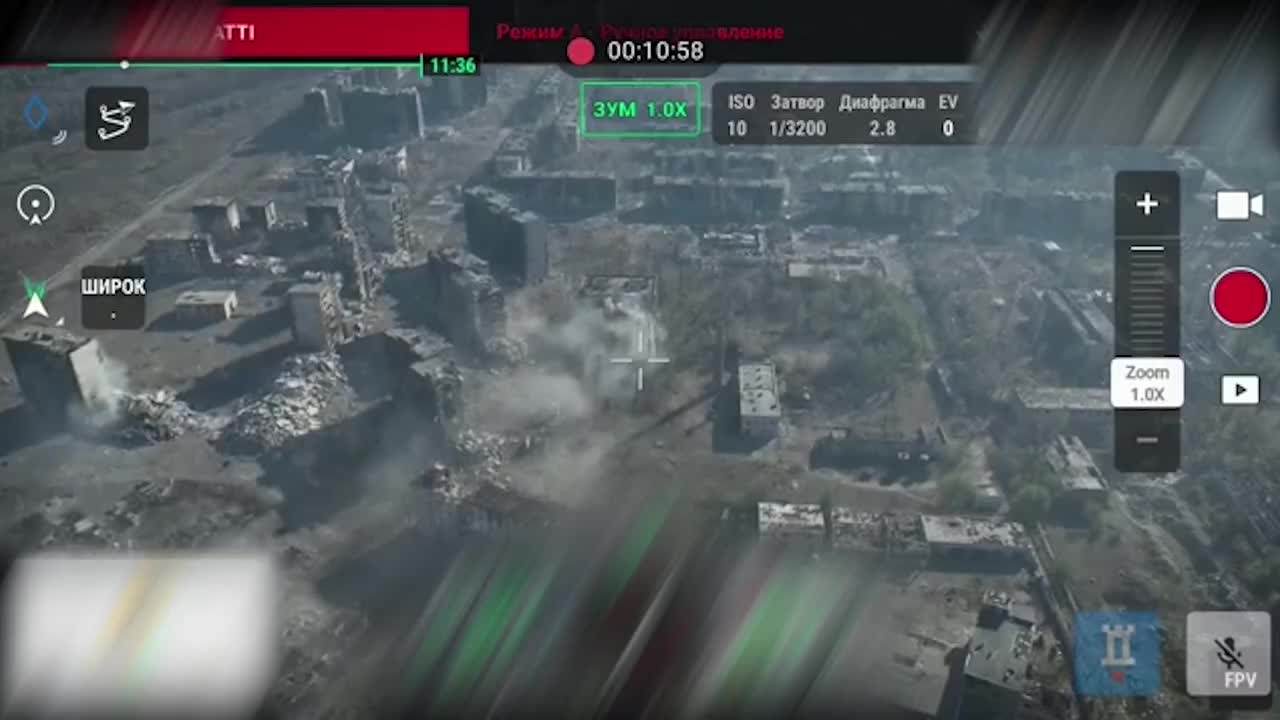 ATTI
Режим А - Ручное управление
00:10:58
11:36
ЗУМ 1.0X
ISO Затвор Диафрагма EV
10 1/3200 2.8 0
ШИРОК
Zoom
1.0X
FPV